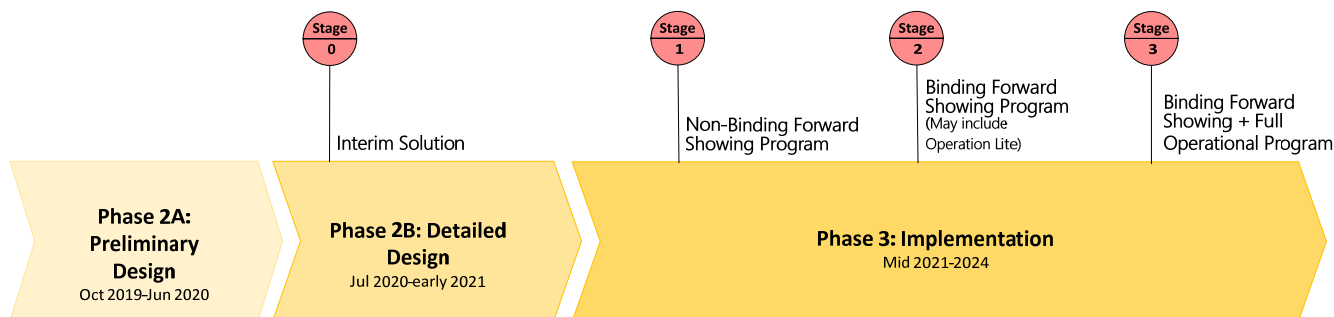 Stage
0
Stage
1
Stage
2
Stage
3
Interim Solution
Non-Binding Forward
Showing Program
Binding Forward
Showing Program
(May include
Operation Lite)
Binding Forward
Showing + Full
Operational Program
Phase 2A:
Preliminary
Design
Oct 2019-Jun 2020
Phase 2B: Detailed
Design
Jul 2020-early 2021
Phase 3: Implementation
Mid 2021-2024